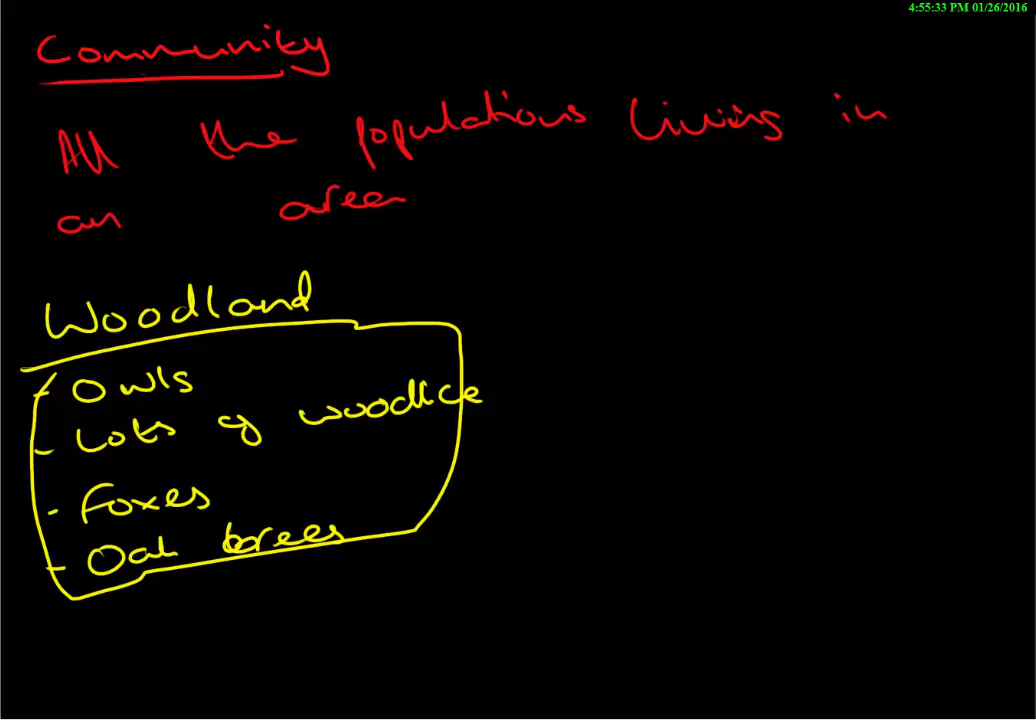 4:55:33 PM 01/26/2016
Community
All the populations living in
an area
Woodland
- Owls
- Lots of woodlice
- Foxes
- Oak trees